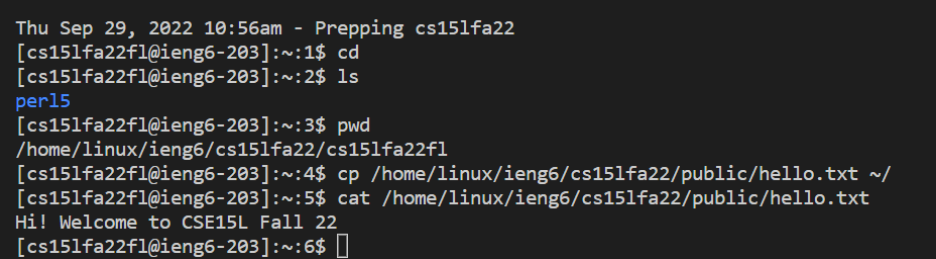 Thu Sep 29, 2022 10:56am - Prepping cs15lfa22
[cs15lfa22fl@ieng6-203]:~:1$ cd
[cs15lfa22fl@ieng6-203]:~:2$ ls
perl5
[cs15lfa22fl@ieng6-203]:~:3$ pwd
/home/linux/ieng6/cs15lfa22/cs15lfa22fl
[cs15lfa22fl@ieng6-203]:~:4$ cp /home/linux/ieng6/cs15lfa22/public/hello.txt ~/
[cs15lfa22fl@ieng6-203]:~:5$ cat /home/linux/ieng6/cs15lfa22/public/hello.txt
Hi! Welcome to CSE15L Fall 22
[cs15lfa22fl@ieng6-203]:~:6$